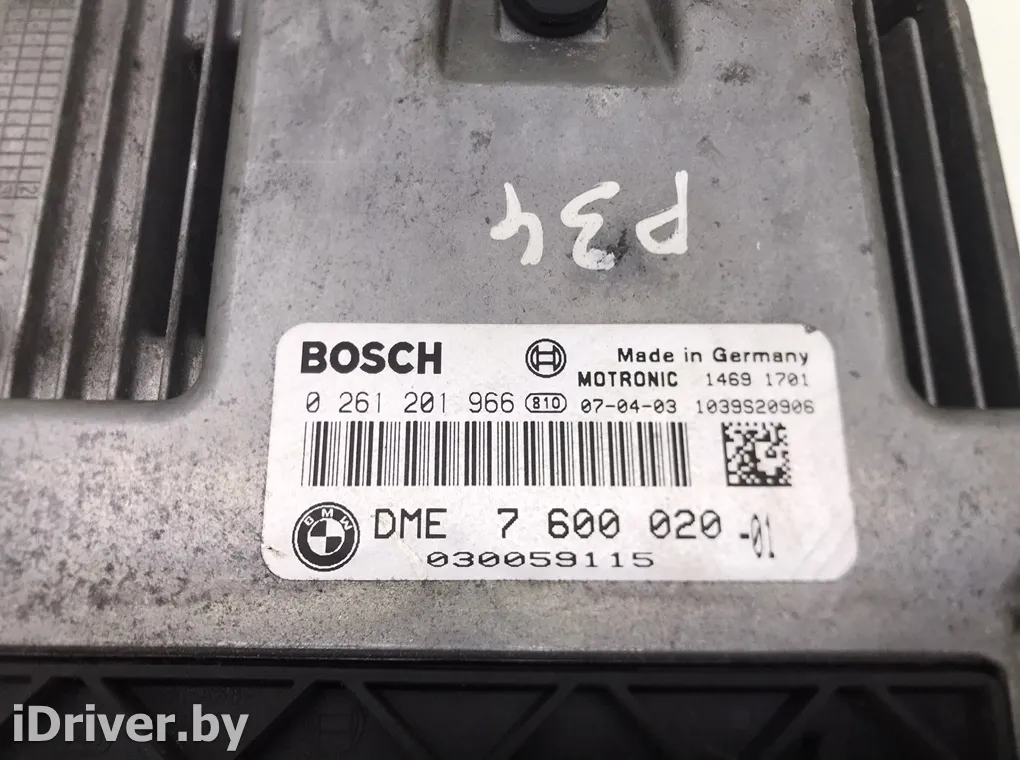 P34
BOSCH
Made in Germany
MOTRONIC 1469 1701
0 261 201 966 810 07-04-03 1039S20906
BMW
DME 7 600 020 -01
030059115
iDriver.by